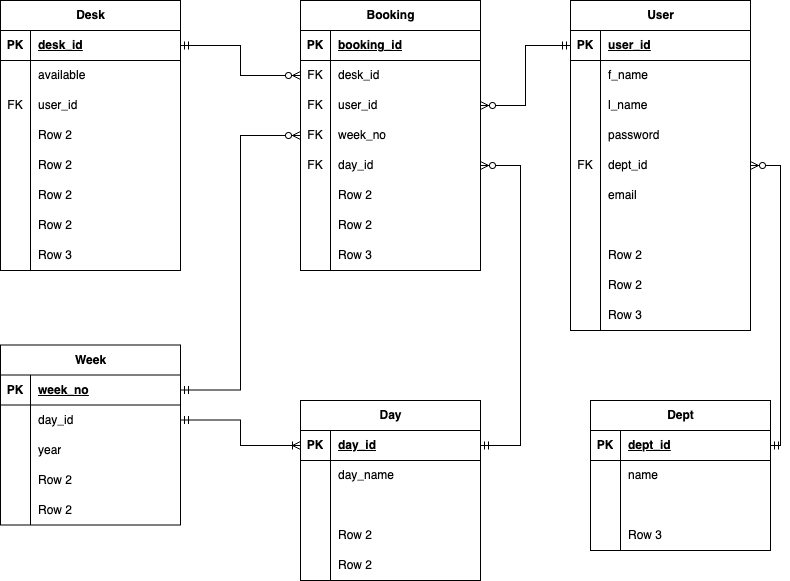 Desk
PK desk_id
available
FK user_id
Row 2
Row 2
Row 2
Row 2
Row 3
Booking
PK booking_id
FK desk_id
FK user_id
FK week_no
FK day_id
Row 2
Row 2
Row 3
User
PK user_id
f_name
l_name
password
FK dept_id
email
Row 2
Row 2
Row 3
Week
PK week_no
day_id
year
Row 2
Row 2
Day
PK day_id
day_name
Row 2
Row 2
Dept
PK dept_id
name
Row 3